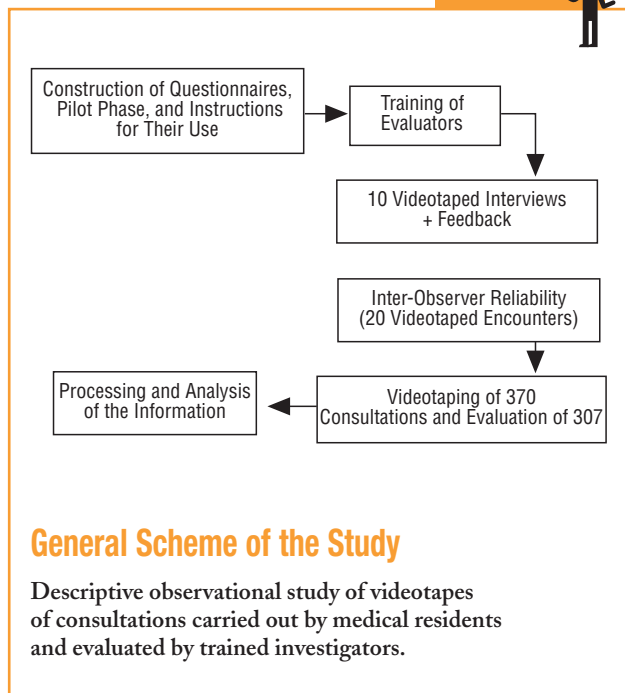 Construction of Questionnaires,
Pilot Phase, and Instructions
for Their Use
Training of
Evaluators
10 Videotaped Interviews
+ Feedback
Inter-Observer Reliability
(20 Videotaped Encounters)
Videotaping of 370
Consultations and Evaluation of 307
Processing and Analysis
of the Information
General Scheme of the Study
Descriptive observational study of videotapes
of consultations carried out by medical residents
and evaluated by trained investigators.